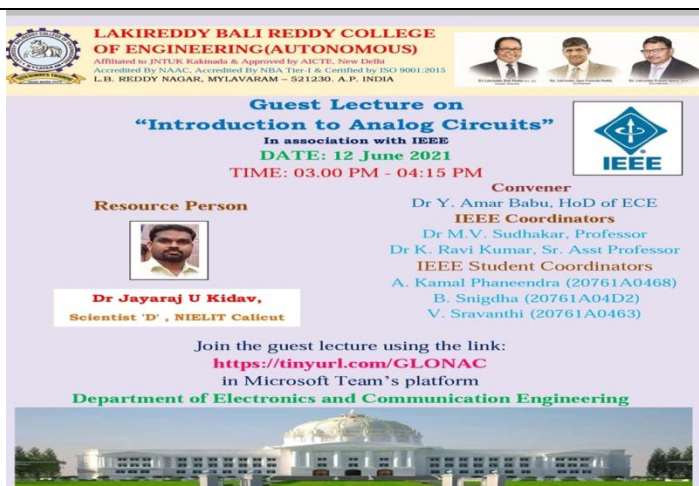 LAKIREDDY BALI REDDY COLLEGE
OF ENGINEERING(AUTONOMOUS)
Affiliated to JNTUK Kakinada & Approved by AICTE, New Delhi
Accredited By NAAC, Accredited By NBA Tier-I & Certified by ISO 9001:2015
L.B. REDDY NAGAR, MYLAVARAM – 521230. A.P. INDIA
Guest Lecture on
“Introduction to Analog Circuits”
In association with IEEE
DATE: 12 June 2021
TIME: 03.00 PM - 04:15 PM
IEEE
Resource Person
Dr Jayaraj U Kidav,
Scientist 'D' , NIELIT Calicut
Convener
Dr Y. Amar Babu, HoD of ECE
IEEE Coordinators
Dr M.V. Sudhakar, Professor
Dr K. Ravi Kumar, Sr. Asst Professor
IEEE Student Coordinators
A. Kamal Phaneendra (20761A0468)
B. Snigdha (20761A04D2)
V. Sravanthi (20761A0463)
Join the guest lecture using the link:
https://tinyurl.com/GLONAC
in Microsoft Team’s platform
Department of Electronics and Communication Engineering